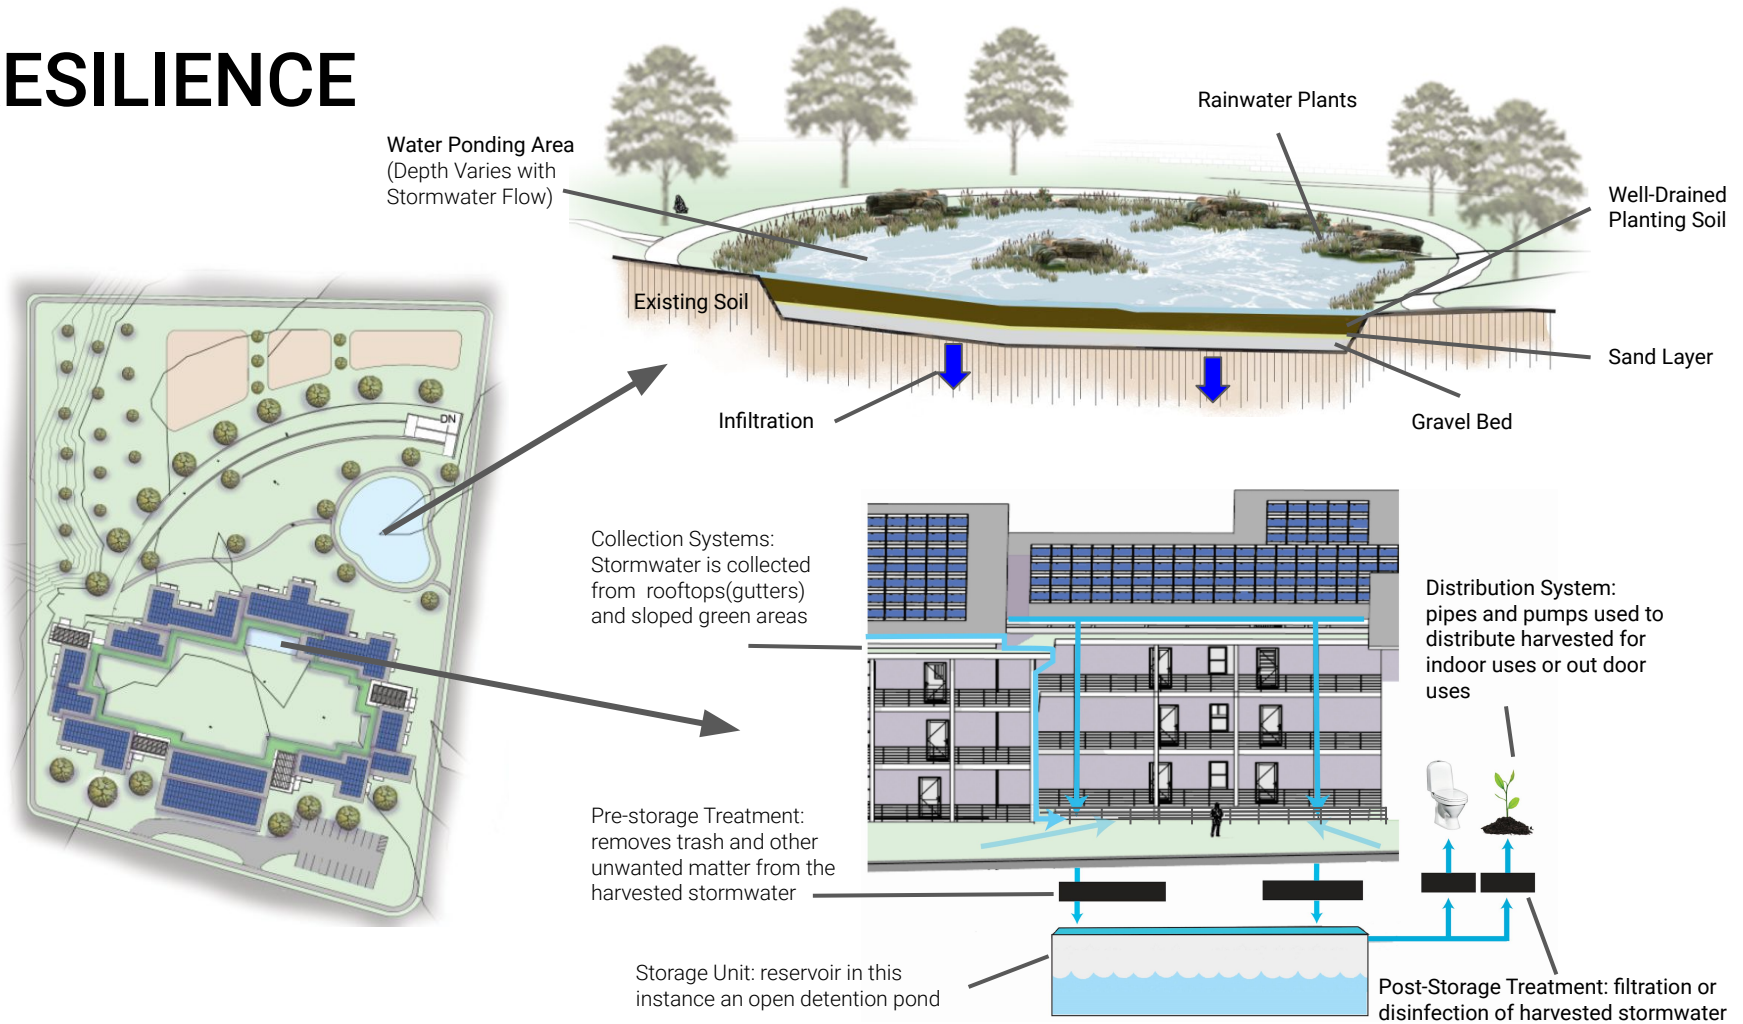 ESILIENCE
Water Ponding Area
(Depth Varies with
Stormwater Flow)
Rainwater Plants
Well-Drained
Planting Soil
Existing Soil
Sand Layer
Infiltration
Gravel Bed
DN
Collection Systems:
Stormwater is collected
from rooftops(gutters)
and sloped green areas
Distribution System:
pipes and pumps used to
distribute harvested for
indoor uses or out door
uses
Pre-storage Treatment:
removes trash and other
unwanted matter from the
harvested stormwater
Storage Unit: reservoir in this
instance an open detention pond
Post-Storage Treatment: filtration or
disinfection of harvested stormwater